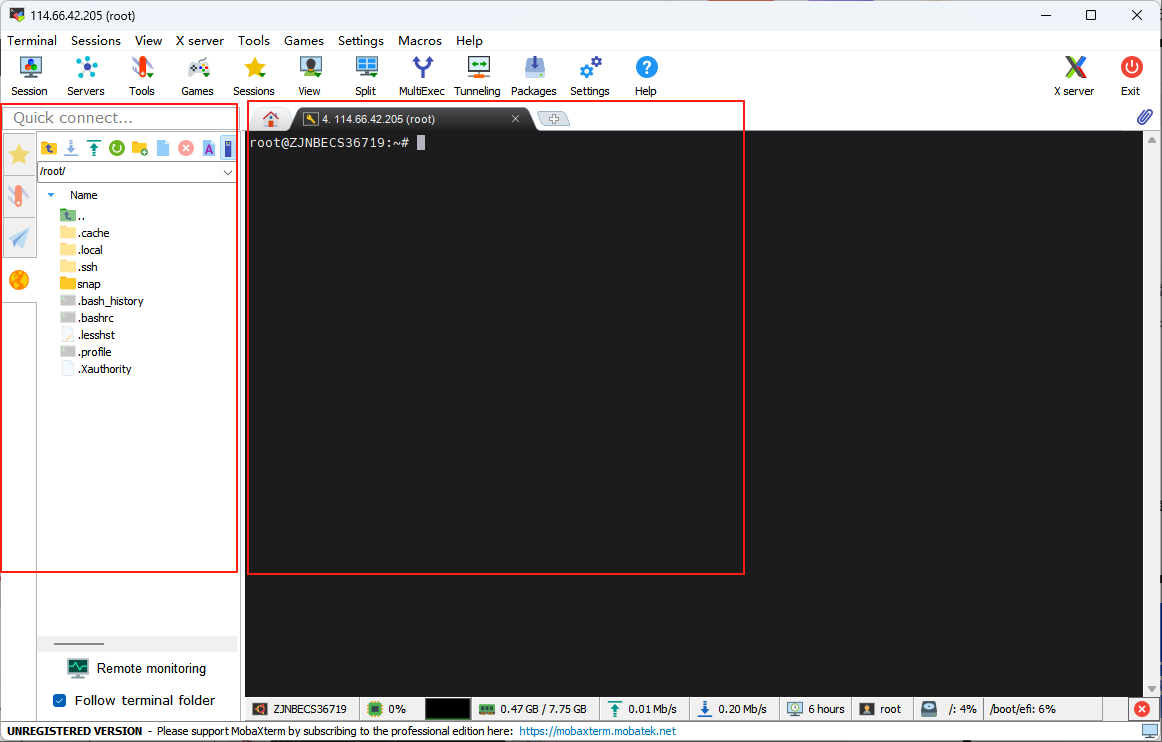 114.66.42.205 (root)
Terminal Sessions View X server Tools Games Settings Macros Help
Session Servers Tools Games Sessions View Split MultiExec Tunneling Packages Settings Help X server Exit
Quick connect...
4. 114.66.42.205 (root)
root@ZJNBECS36719:~#
/root/
Name
..
.cache
.local
.ssh
snap
.bash_history
.bashrc
.lesshst
.profile
.Xauthority
Remote monitoring
Follow terminal folder
ZJNBECS36719 0% 0.47 GB / 7.75 GB 0.01 Mb/s 0.20 Mb/s 6 hours root /: 4% /boot/efi: 6%
UNREGISTERED VERSION - Please support MobaXterm by subscribing to the professional edition here: https://mobaxterm.mobatek.net